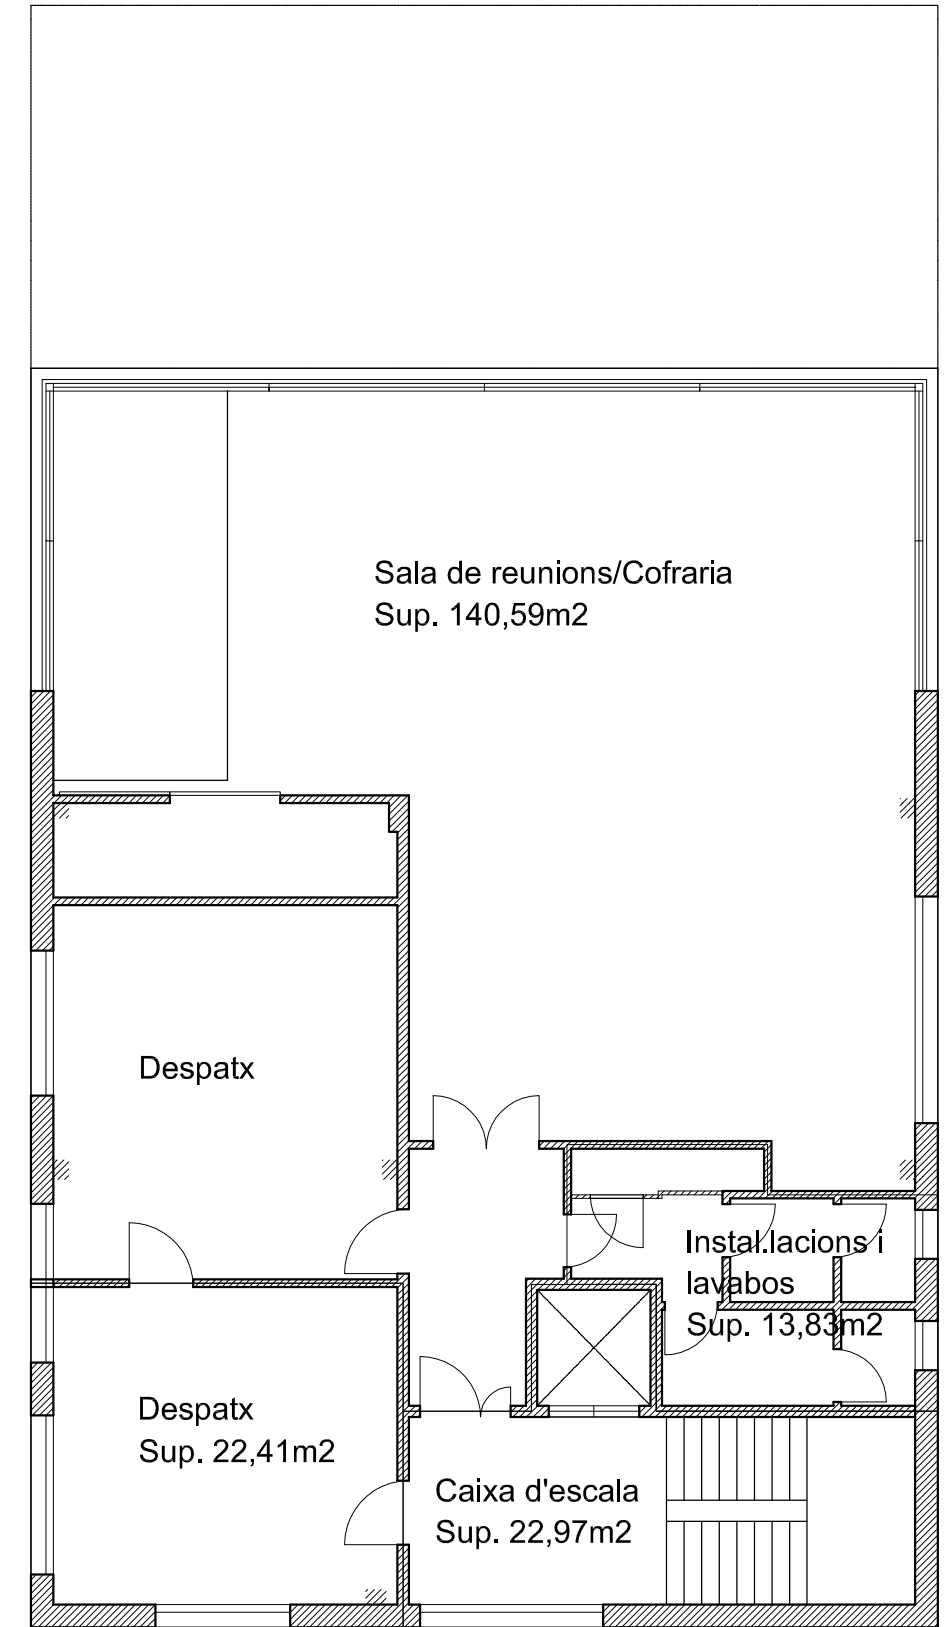 Sala de reunions/Cofraria
Sup. 140,59m2
Despatx
Instal.lacions i
lavabos
Sup. 13,83m2
Despatx
Sup. 22,41m2
Caixa d'escala
Sup. 22,97m2